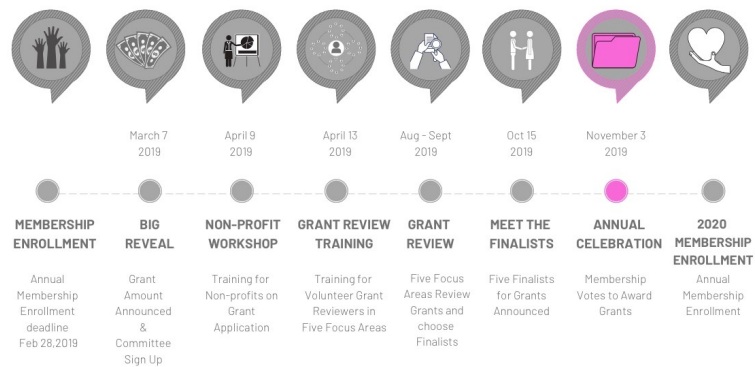 March 7
2019
April 9
2019
April 13
2019
Aug - Sept
2019
Oct 15
2019
November 3
2019
MEMBERSHIP
ENROLLMENT
BIG
REVEAL
NON-PROFIT
WORKSHOP
GRANT REVIEW
TRAINING
GRANT
REVIEW
MEET THE
FINALISTS
ANNUAL
CELEBRATION
2020
MEMBERSHIP
ENROLLMENT
Annual
Membership
Enrollment
deadline
Feb 28,2019
Grant
Amount
Announced
&
Committee
Sign Up
Training for
Non-profits on
Grant
Application
Training for
Volunteer Grant
Reviewers in
Five Focus Areas
Five Focus
Areas Review
Grants and
choose
Finalists
Five Finalists
for Grants
Announced
Membership
Votes to Award
Grants
Annual
Membership
Enrollment